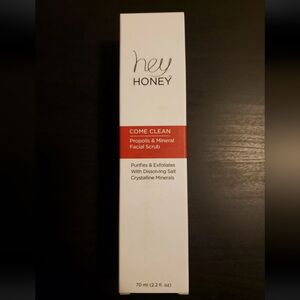 hey
HONEY
COME CLEAN
Propolis & Mineral
Facial Scrub
Purifies & Exfoliates
With Dissolving Salt
Crystalline Minerals
70 ml (2.2 fl. oz)